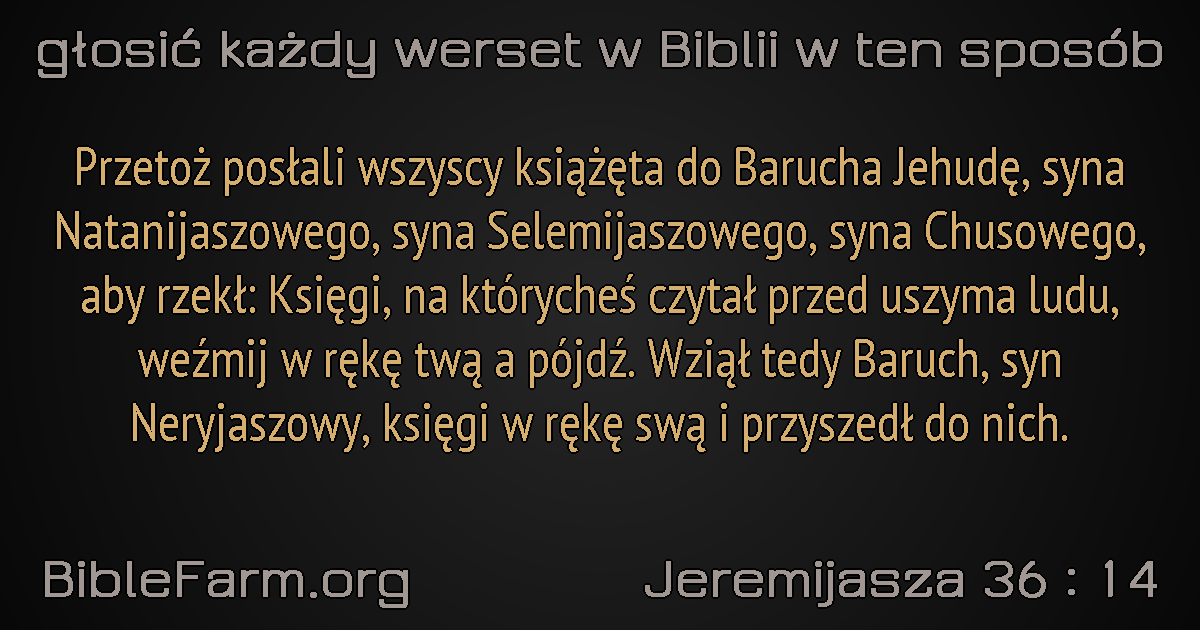 głosić każdy werset w Biblii w ten sposób
Przetoż posłali wszyscy książęta do Barucha Jehudę, syna
Natanijaszowego, syna Selemijaszowego, syna Chusowego,
aby rzekł: Księgi, na którycheś czytał przed uszyma ludu,
weźmij w rękę twą a pójdź. Wziął tedy Baruch, syn
Neryjaszowy, księgi w rękę swą i przyszedł do nich.
BibleFarm.org
Jeremijasza 36 : 14